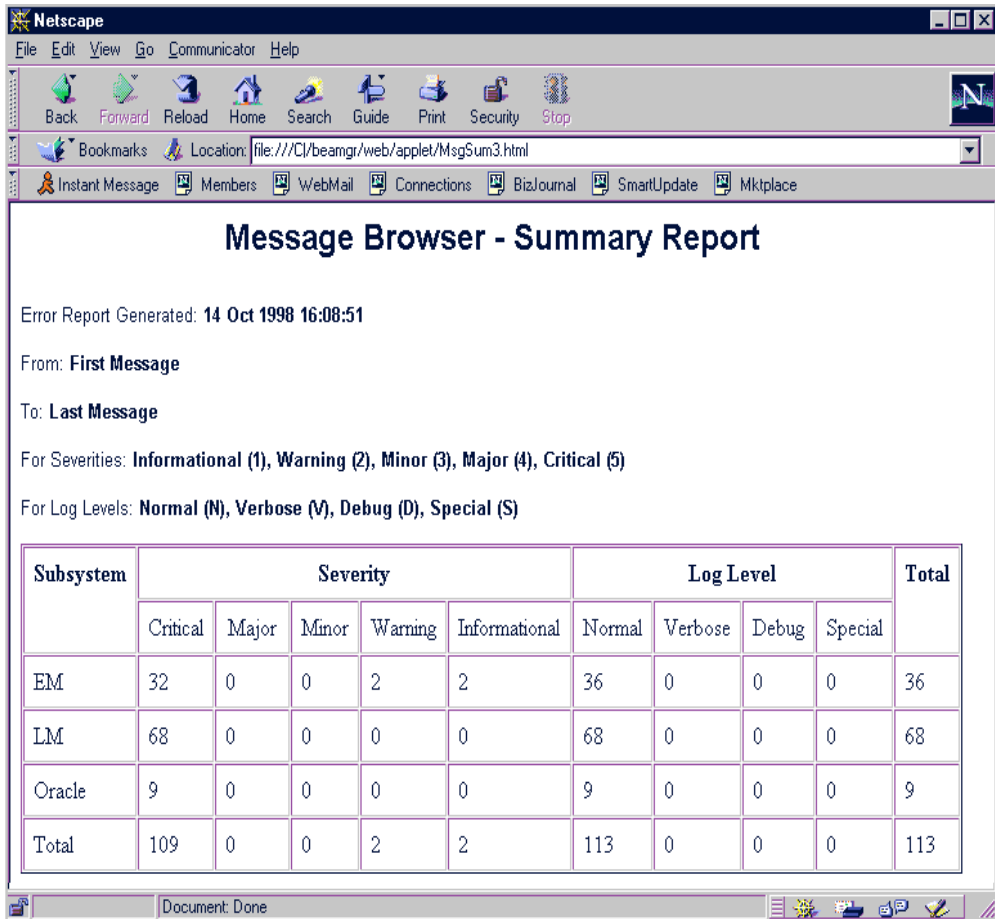 Netscape
File Edit View Go Communicator Help
Back Forward Reload Home Search Guide Print Security Stop
N
Bookmarks Location: file:///C|/beamgr/web/applet/MsgSum3.html
Instant Message Members WebMail Connections BizJournal SmartUpdate Mktplace
Message Browser - Summary Report
Error Report Generated: 14 Oct 1998 16:08:51
From: First Message
To: Last Message
For Severities: Informational (1), Warning (2), Minor (3), Major (4), Critical (5)
For Log Levels: Normal (N), Verbose (V), Debug (D), Special (S)
Subsystem Severity Log Level Total
Critical Major Minor Warning Informational Normal Verbose Debug Special
EM 32 0 0 2 2 36 0 0 0 36
LM 68 0 0 0 0 68 0 0 0 68
Oracle 9 0 0 0 0 9 0 0 0 9
Total 109 0 0 2 2 113 0 0 0 113
Document: Done